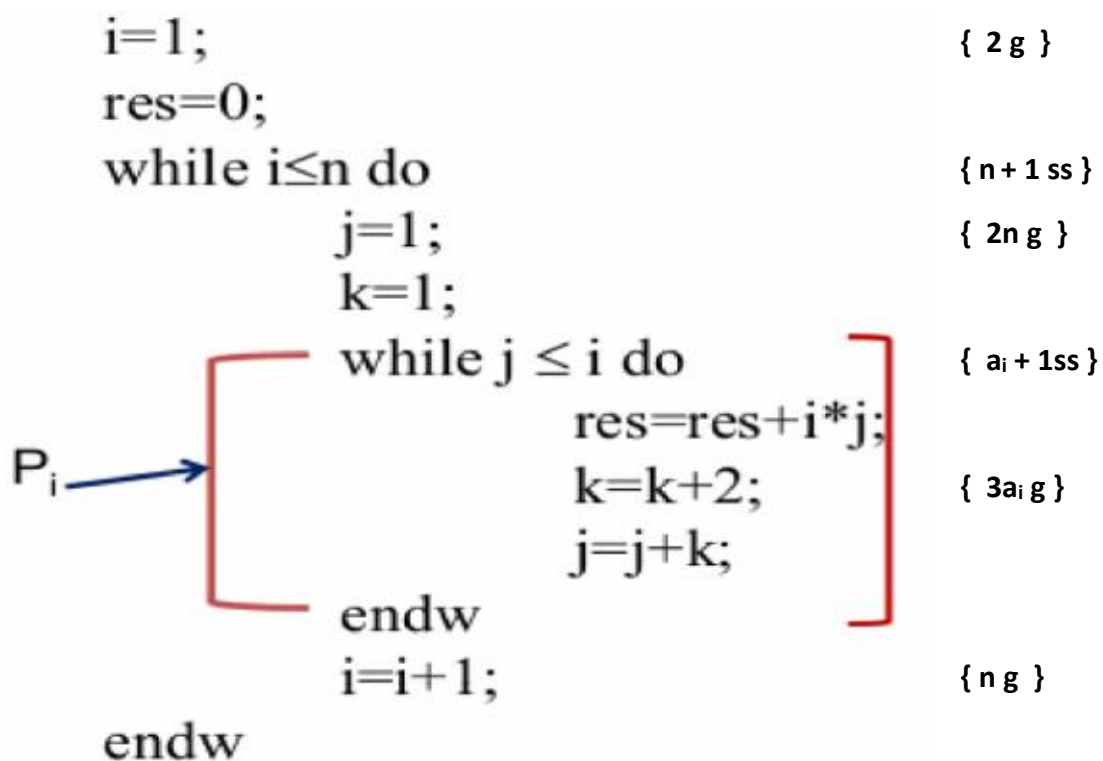 i=1; { 2 g }
res=0;
while i≤n do { n + 1 ss }
j=1; { 2n g }
k=1;
while j ≤ i do { aᵢ + 1ss }
res=res+i*j;
Pᵢ k=k+2; { 3aᵢ g }
j=j+k;
endw
i=i+1; { n g }
endw